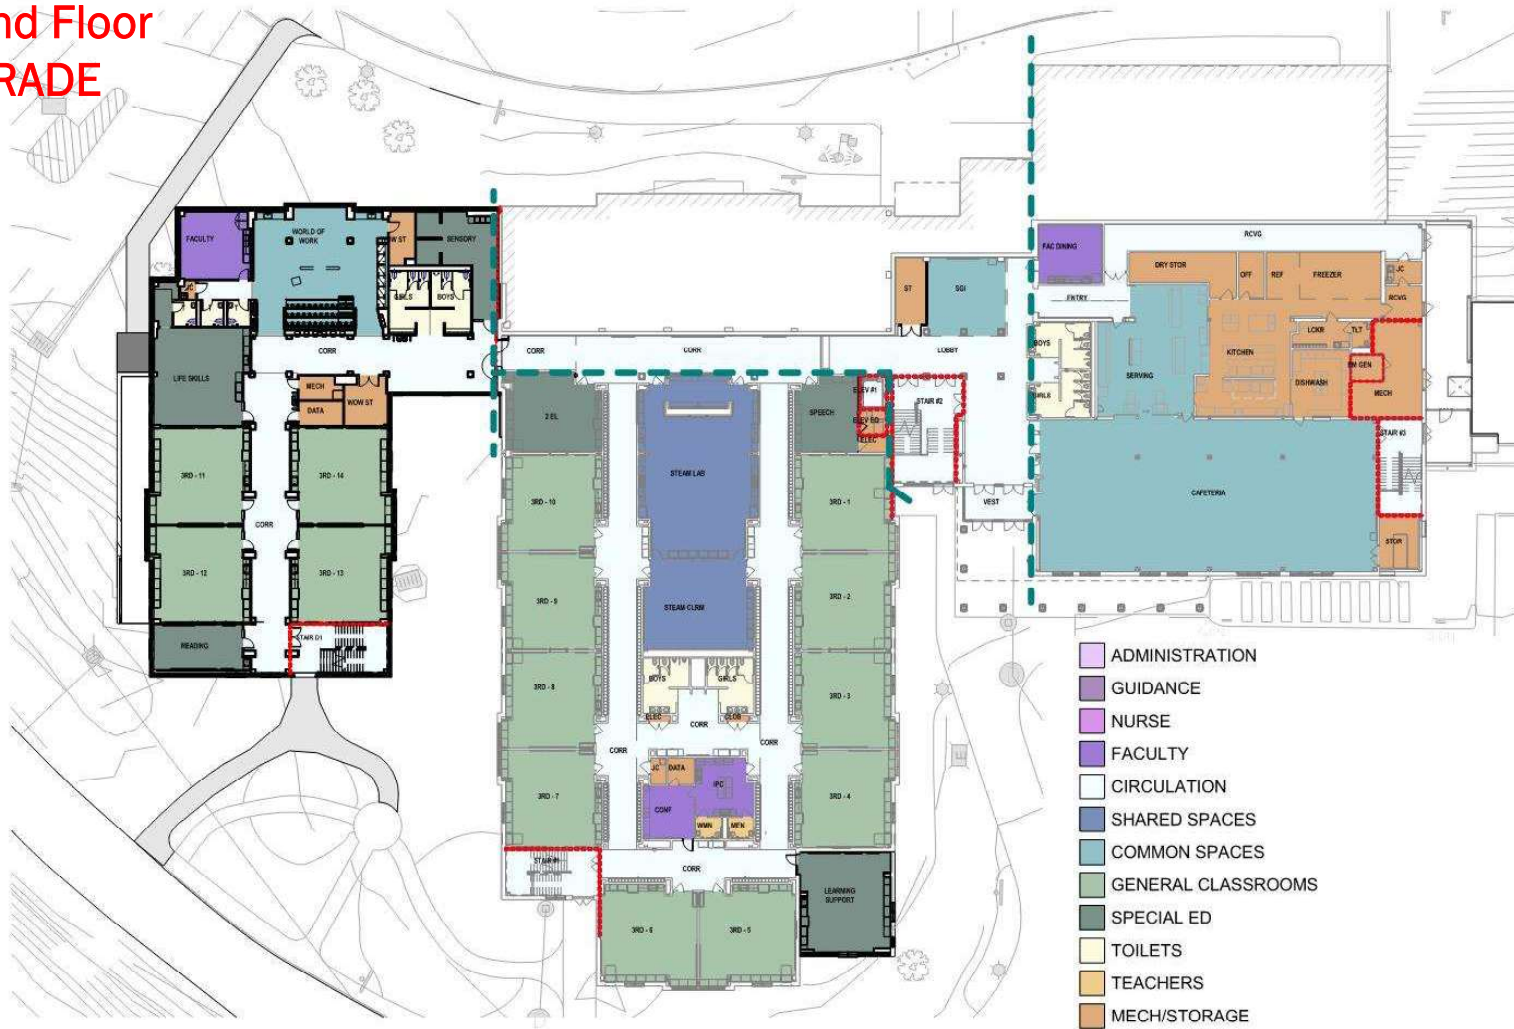 nd Floor
RADE
FACULTY
WORLD OF
WORK
W ST
SENSORY
JC
GIRLS
BOYS
CORR
LIFE SKILLS
MECH
DATA
WOW ST
3RD - 11
3RD - 14
CORR
3RD - 12
3RD - 13
READING
STAIR D1
CORR
CORR
LOBBY
ST
SGI
2 EL
STEAM LAB
SPEECH
ELEV #1
ELEV EQ
ELEC
STAIR #2
VEST
3RD - 10
3RD - 1
3RD - 9
STEAM CLRM
3RD - 2
BOYS
GIRLS
3RD - 8
3RD - 3
ELEC
CORR
CORR
CORR
JC
DATA
IPC
CONF
WMN
MEN
3RD - 7
3RD - 4
STAIR #1
CORR
LEARNING
SUPPORT
3RD - 6
3RD - 5
FAC DINING
RCVG
ENTRY
DRY STOR
OFF
REF
FREEZER
JC
RCVG
BOYS
GIRLS
SERVING
KITCHEN
LCKR
TLT
DISHWASH
EM GEN
MECH
STAIR #3
CAFETERIA
STOR
ADMINISTRATION
GUIDANCE
NURSE
FACULTY
CIRCULATION
SHARED SPACES
COMMON SPACES
GENERAL CLASSROOMS
SPECIAL ED
TOILETS
TEACHERS
MECH/STORAGE